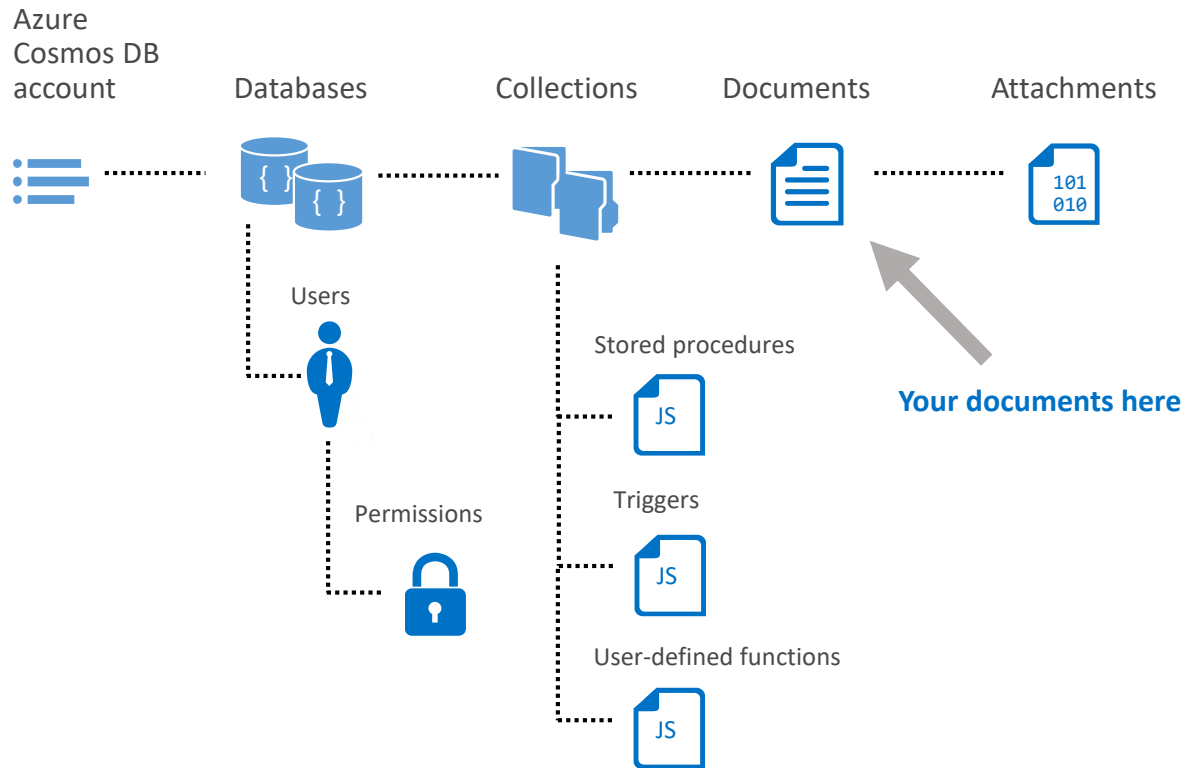 Azure
Cosmos DB
account
Databases
Collections
Documents
Attachments
{ }
{ }
101
010
Users
Stored procedures
JS
Your documents here
Permissions
Triggers
JS
User-defined functions
JS